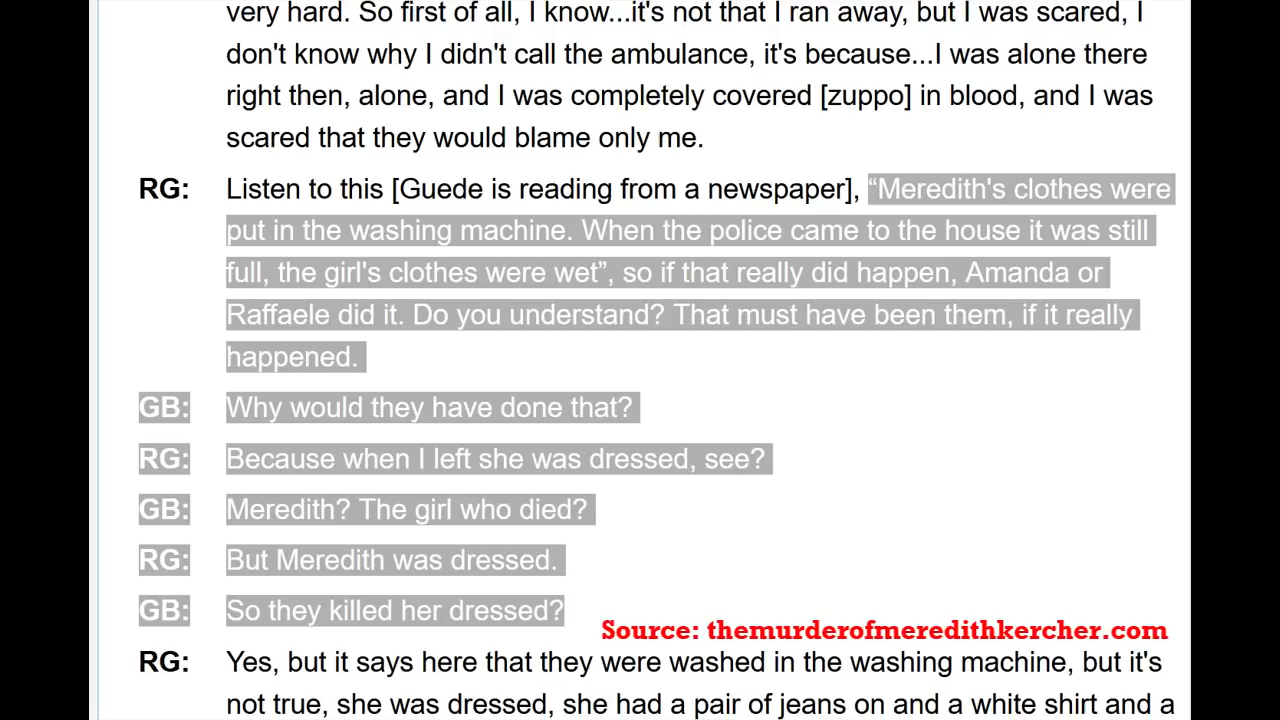 very hard. So first of all, I know...it's not that I ran away, but I was scared, I
don't know why I didn't call the ambulance, it's because...I was alone there
right then, alone, and I was completely covered [zuppo] in blood, and I was
scared that they would blame only me.
RG: Listen to this [Guede is reading from a newspaper], “Meredith's clothes were
put in the washing machine. When the police came to the house it was still
full, the girl's clothes were wet”, so if that really did happen, Amanda or
Raffaele did it. Do you understand? That must have been them, if it really
happened.
GB: Why would they have done that?
RG: Because when I left she was dressed, see?
GB: Meredith? The girl who died?
RG: But Meredith was dressed.
GB: So they killed her dressed?
Source: themurderofmeredithkercher.com
RG: Yes, but it says here that they were washed in the washing machine, but it's
not true, she was dressed, she had a pair of jeans on and a white shirt and a